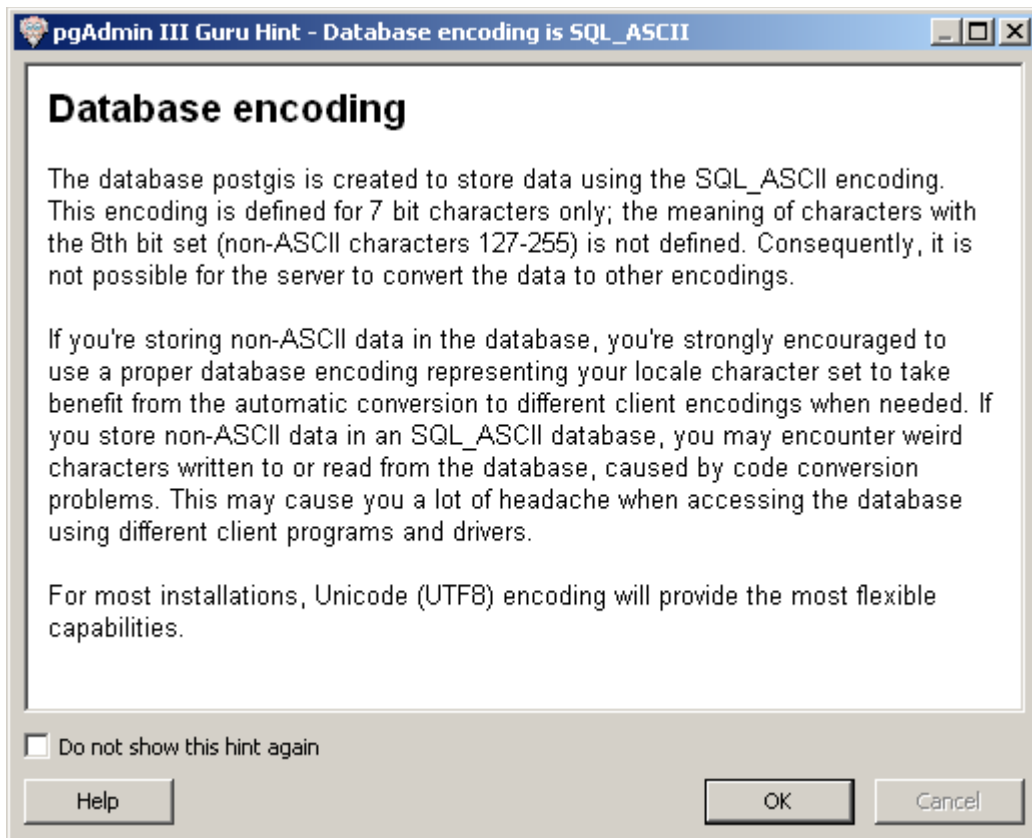 pgAdmin III Guru Hint - Database encoding is SQL_ASCII
Database encoding
The database postgis is created to store data using the SQL_ASCII encoding.
This encoding is defined for 7 bit characters only; the meaning of characters with
the 8th bit set (non-ASCII characters 127-255) is not defined. Consequently, it is
not possible for the server to convert the data to other encodings.
If you're storing non-ASCII data in the database, you're strongly encouraged to
use a proper database encoding representing your locale character set to take
benefit from the automatic conversion to different client encodings when needed. If
you store non-ASCII data in an SQL_ASCII database, you may encounter weird
characters written to or read from the database, caused by code conversion
problems. This may cause you a lot of headache when accessing the database
using different client programs and drivers.
For most installations, Unicode (UTF8) encoding will provide the most flexible
capabilities.
Do not show this hint again
Help
OK
Cancel